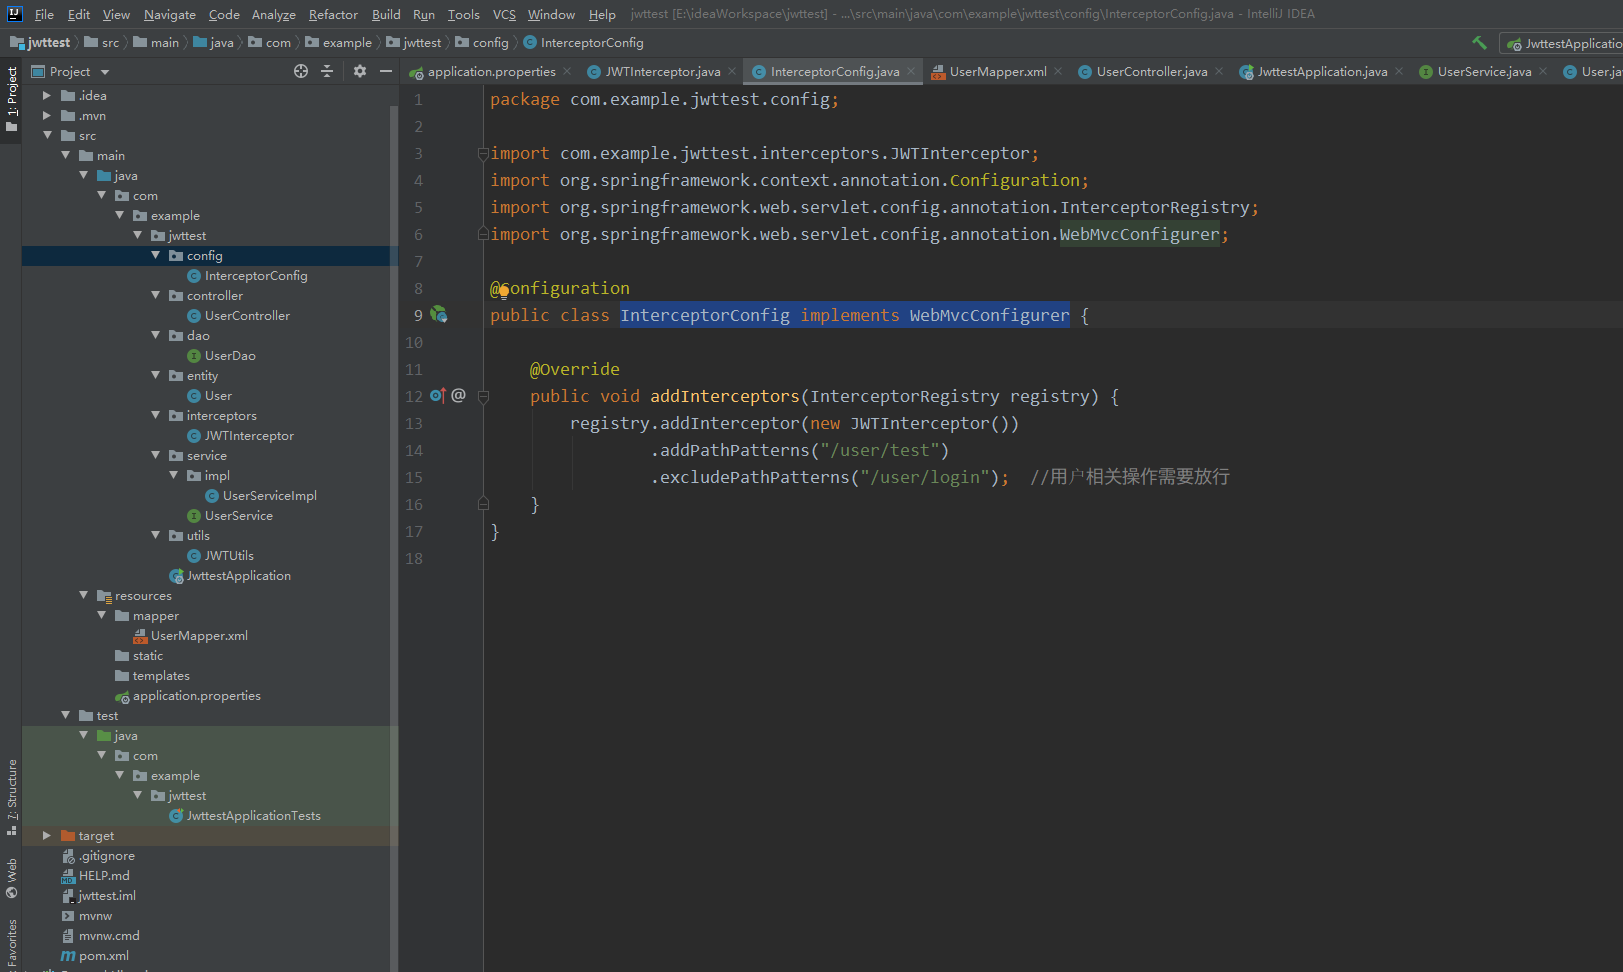 File Edit View Navigate Code Analyze Refactor Build Run Tools VCS Window Help jwttest [E:\ideaWorkspace\jwttest] - ...\src\main\java\com\example\jwttest\config\InterceptorConfig.java - IntelliJ IDEA
jwttest src main java com example jwttest config InterceptorConfig JwttestApplicatio
Project
application.properties JWTInterceptor.java InterceptorConfig.java UserMapper.xml UserController.java JwttestApplication.java UserService.java User.ja
1: Project
7: Structure
Web
Favorites
.idea
.mvn
src
main
java
com
example
jwttest
config
InterceptorConfig
controller
UserController
dao
UserDao
entity
User
interceptors
JWTInterceptor
service
impl
UserServiceImpl
UserService
utils
JWTUtils
JwttestApplication
resources
mapper
UserMapper.xml
static
templates
application.properties
test
java
com
example
jwttest
JwttestApplicationTests
target
.gitignore
HELP.md
jwttest.iml
mvnw
mvnw.cmd
pom.xml
1 package com.example.jwttest.config;
2
3 import com.example.jwttest.interceptors.JWTInterceptor;
4 import org.springframework.context.annotation.Configuration;
5 import org.springframework.web.servlet.config.annotation.InterceptorRegistry;
6 import org.springframework.web.servlet.config.annotation.WebMvcConfigurer;
7
8 @Configuration
9 public class InterceptorConfig implements WebMvcConfigurer {
10
11 @Override
12 @ public void addInterceptors(InterceptorRegistry registry) {
13 registry.addInterceptor(new JWTInterceptor())
14 .addPathPatterns("/user/test")
15 .excludePathPatterns("/user/login"); //用户相关操作需要放行
16 }
17 }
18